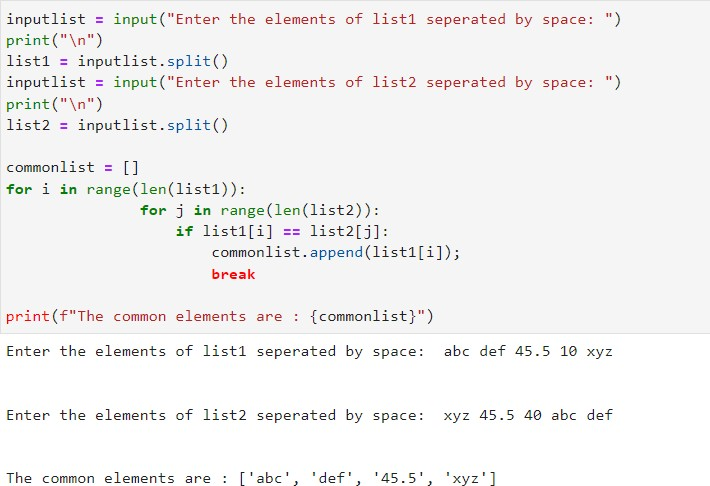 inputlist = input("Enter the elements of list1 seperated by space: ")
print("\n")
list1 = inputlist.split()
inputlist = input("Enter the elements of list2 seperated by space: ")
print("\n")
list2 = inputlist.split()

commonlist = []
for i in range(len(list1)):
               for j in range(len(list2)):
                   if list1[i] == list2[j]:
                       commonlist.append(list1[i]);
                       break

print(f"The common elements are : {commonlist}")
Enter the elements of list1 seperated by space:  abc def 45.5 10 xyz
Enter the elements of list2 seperated by space:  xyz 45.5 40 abc def
The common elements are : ['abc', 'def', '45.5', 'xyz']